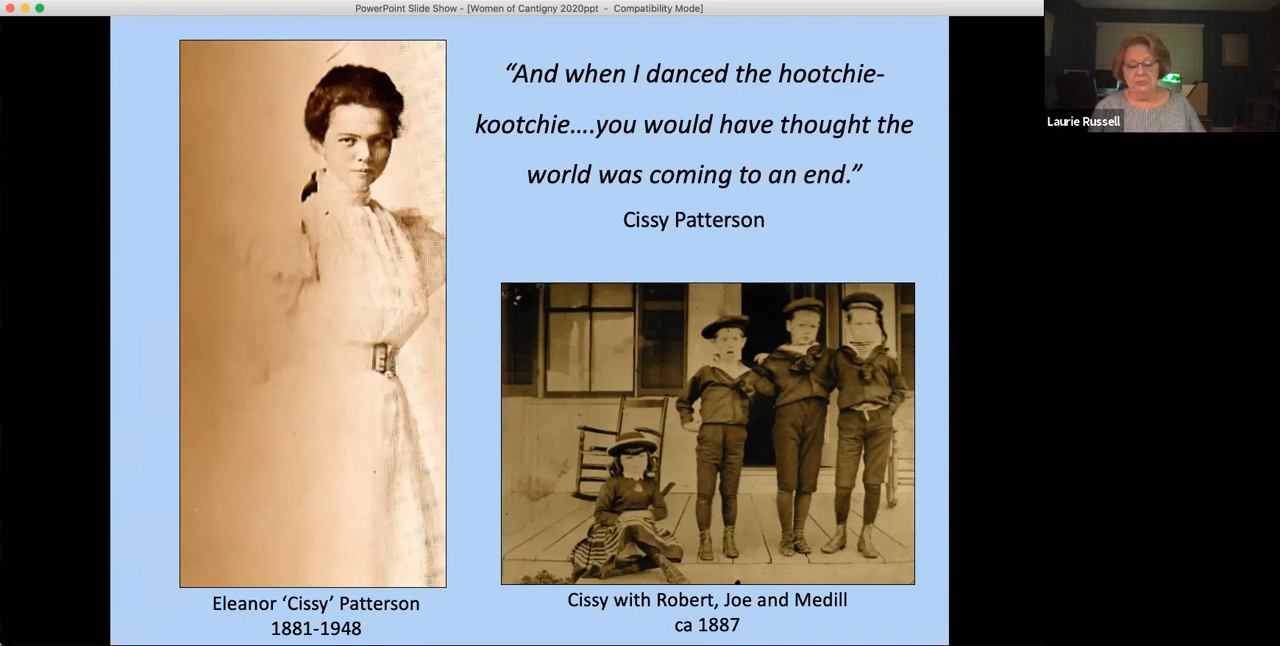 PowerPoint Slide Show - [Women of Cantigny 2020ppt - Compatibility Mode]
“And when I danced the hootchie-
kootchie….you would have thought the
world was coming to an end.”
Cissy Patterson
Laurie Russell
Eleanor ‘Cissy’ Patterson
1881-1948
Cissy with Robert, Joe and Medill
ca 1887